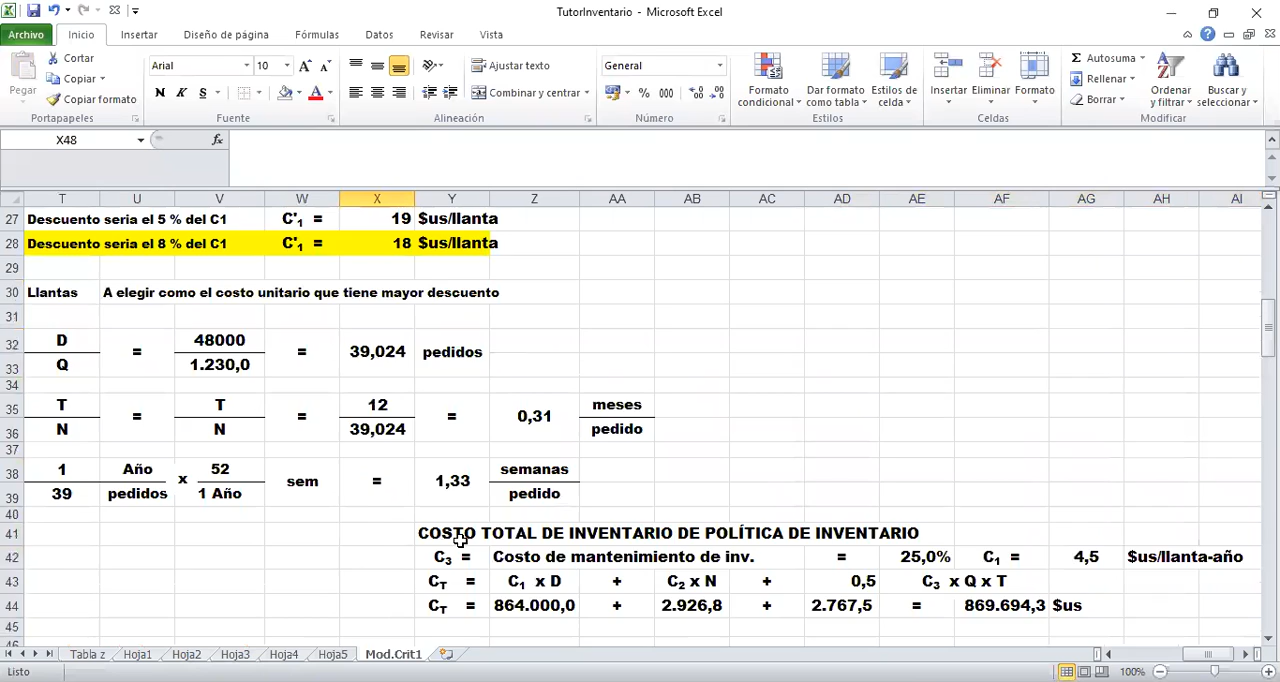 TutorInventario - Microsoft Excel
Archivo Inicio Insertar Diseño de página Fórmulas Datos Revisar Vista
Pegar
Cortar
Copiar
Copiar formato
Portapapeles
Arial 10
N K S
Fuente
Ajustar texto
Combinar y centrar
Alineación
General
% 000
Número
Formato condicional
Dar formato como tabla
Estilos de celda
Estilos
Insertar Eliminar Formato
Celdas
Autosuma
Rellenar
Borrar
Ordenar y filtrar
Buscar y seleccionar
Modificar
X48 fx
T U V W X Y Z AA AB AC AD AE AF AG AH AI
27 Descuento seria el 5 % del C1 C'1 = 19 $us/llanta
28 Descuento seria el 8 % del C1 C'1 = 18 $us/llanta
29
30 Llantas A elegir como el costo unitario que tiene mayor descuento
31
32 D = 48000 = 39,024 pedidos
33 Q 1.230,0
34
35 T = T = 12 = 0,31 meses
36 N N 39,024 pedido
37
38 1 Año x 52 sem = 1,33 semanas
39 39 pedidos 1 Año pedido
40
41 COSTO TOTAL DE INVENTARIO DE POLÍTICA DE INVENTARIO
42 C3 = Costo de mantenimiento de inv. = 25,0% C1 = 4,5 $us/llanta-año
43 CT = C1 x D + C2 x N + 0,5 C3 x Q x T
44 CT = 864.000,0 + 2.926,8 + 2.767,5 = 869.694,3 $us
45
46
Tabla z Hoja1 Hoja2 Hoja3 Hoja4 Hoja5 Mod.Crit1
Listo 100%